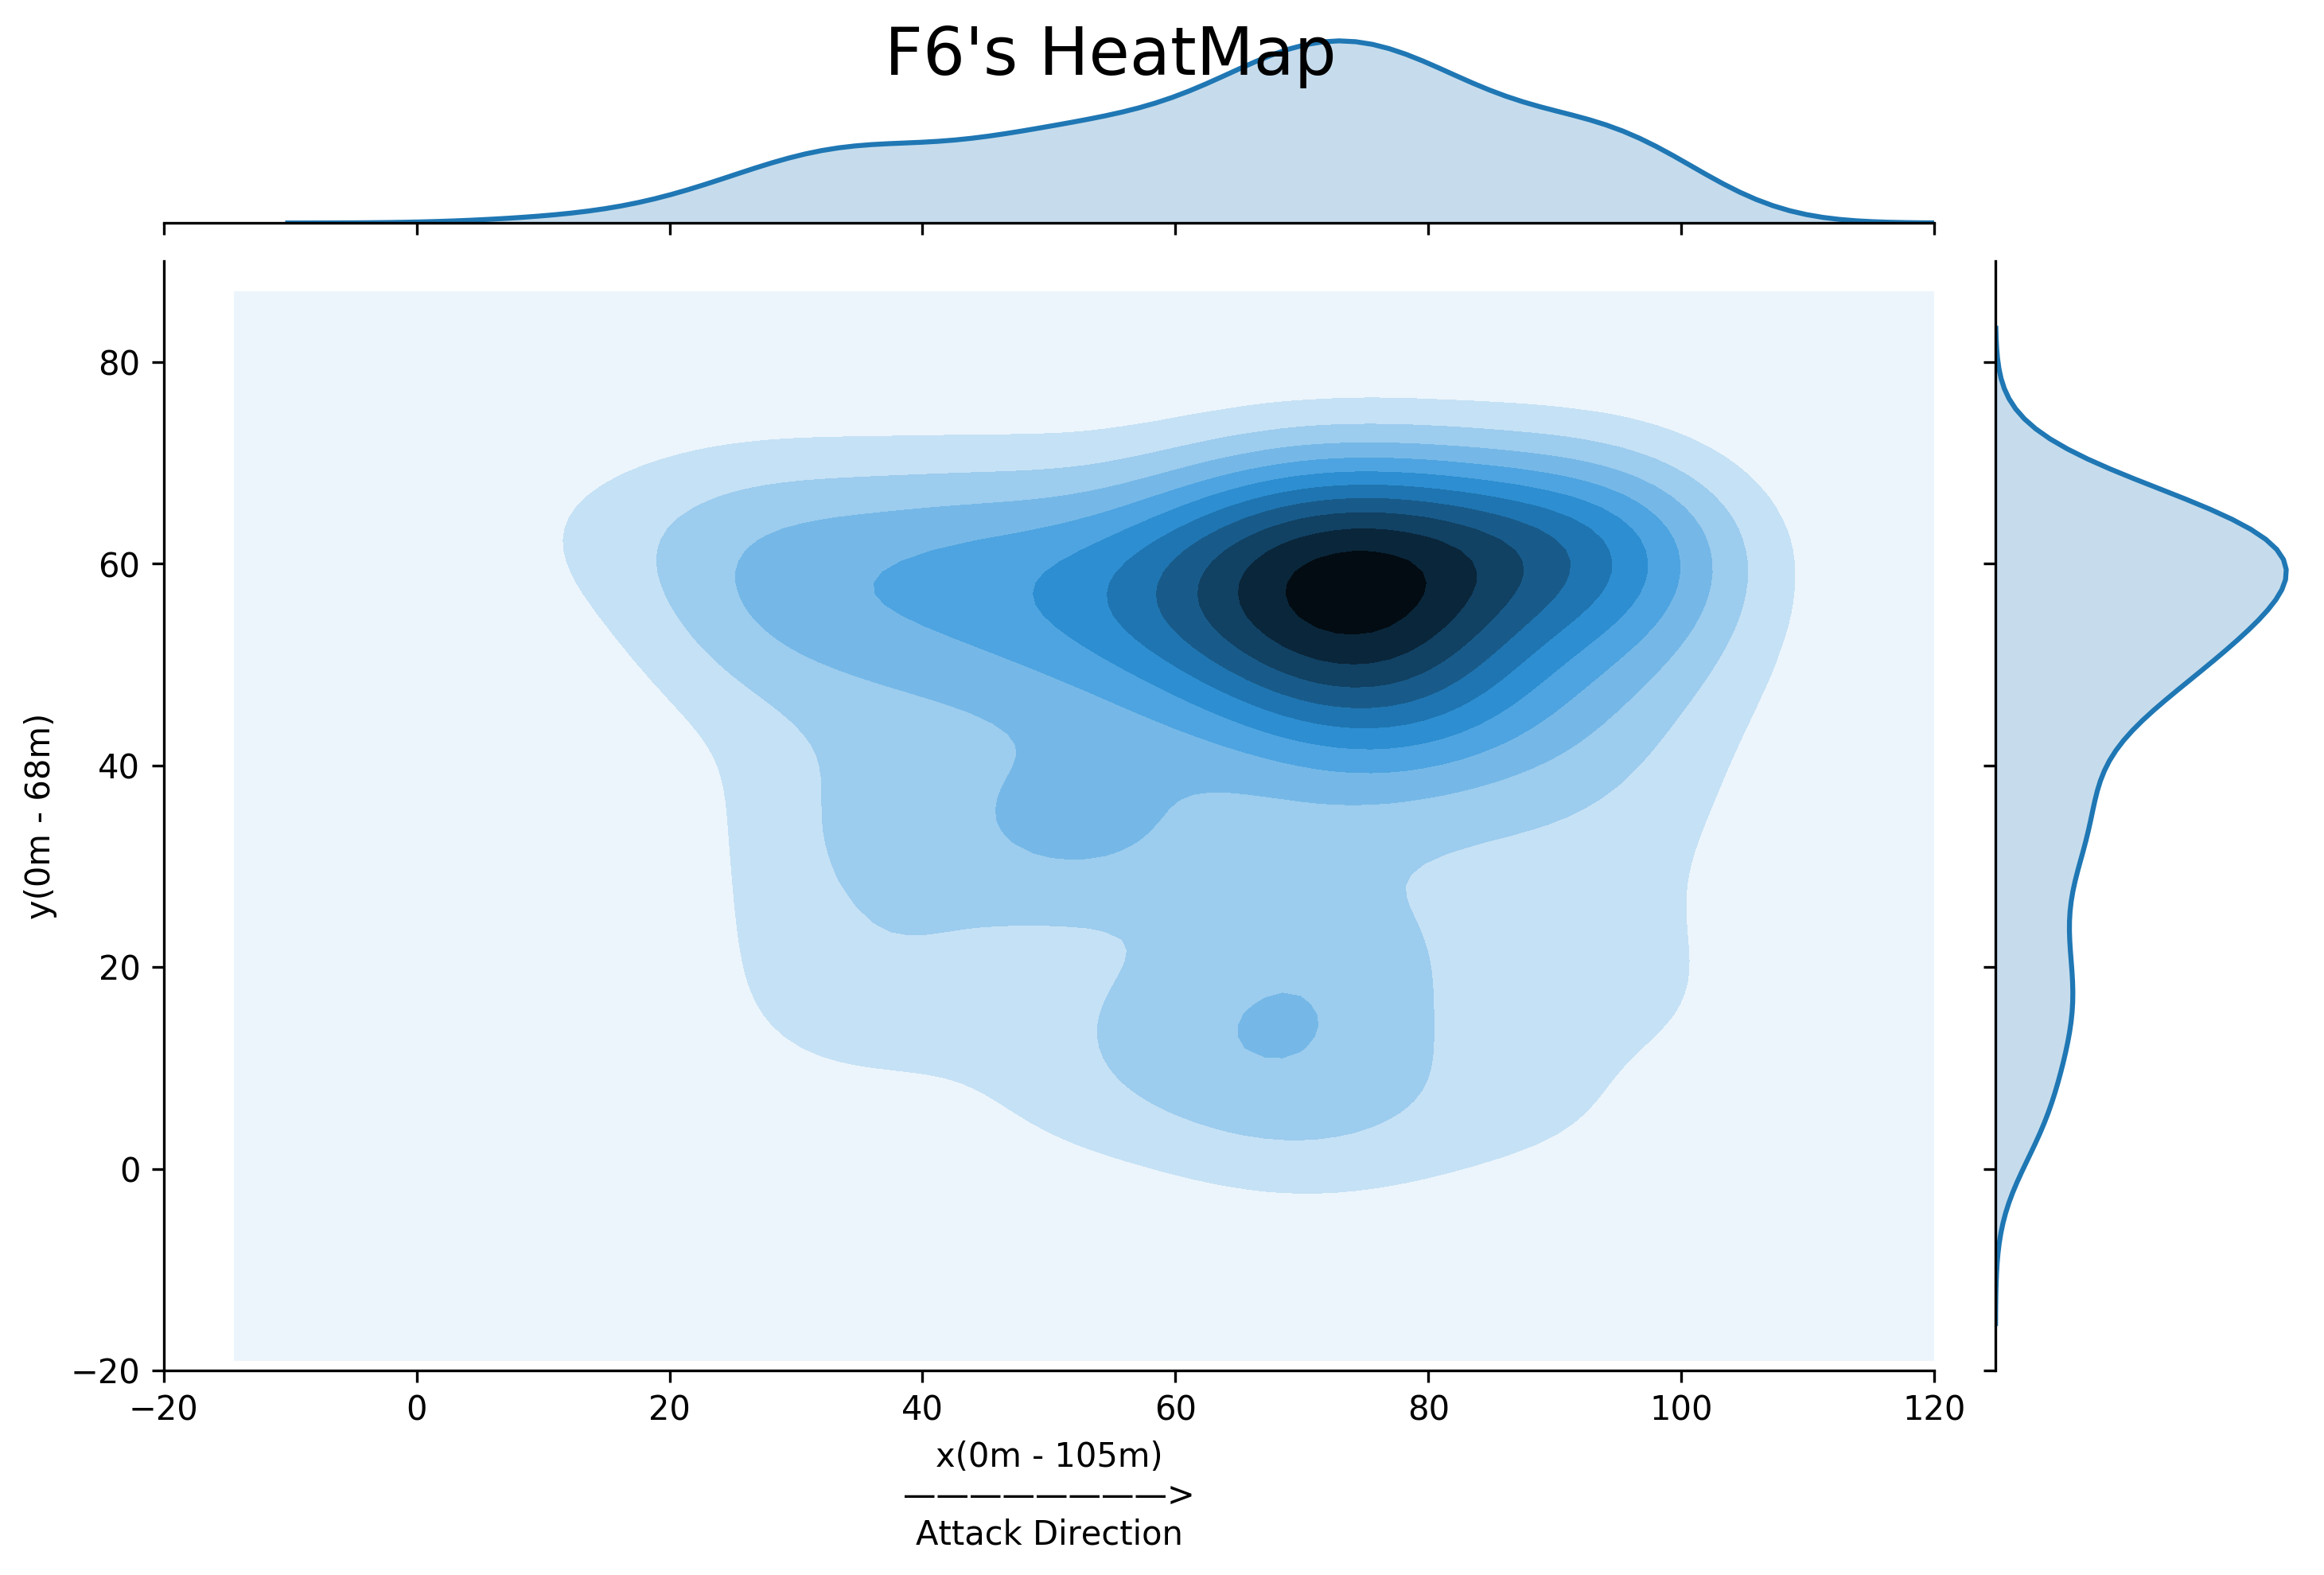 F6's HeatMap
80
60
40
20
0
−20
y(0m - 68m)
−20 0 20 40 60 80 100 120
x(0m - 105m)
————————>
Attack Direction